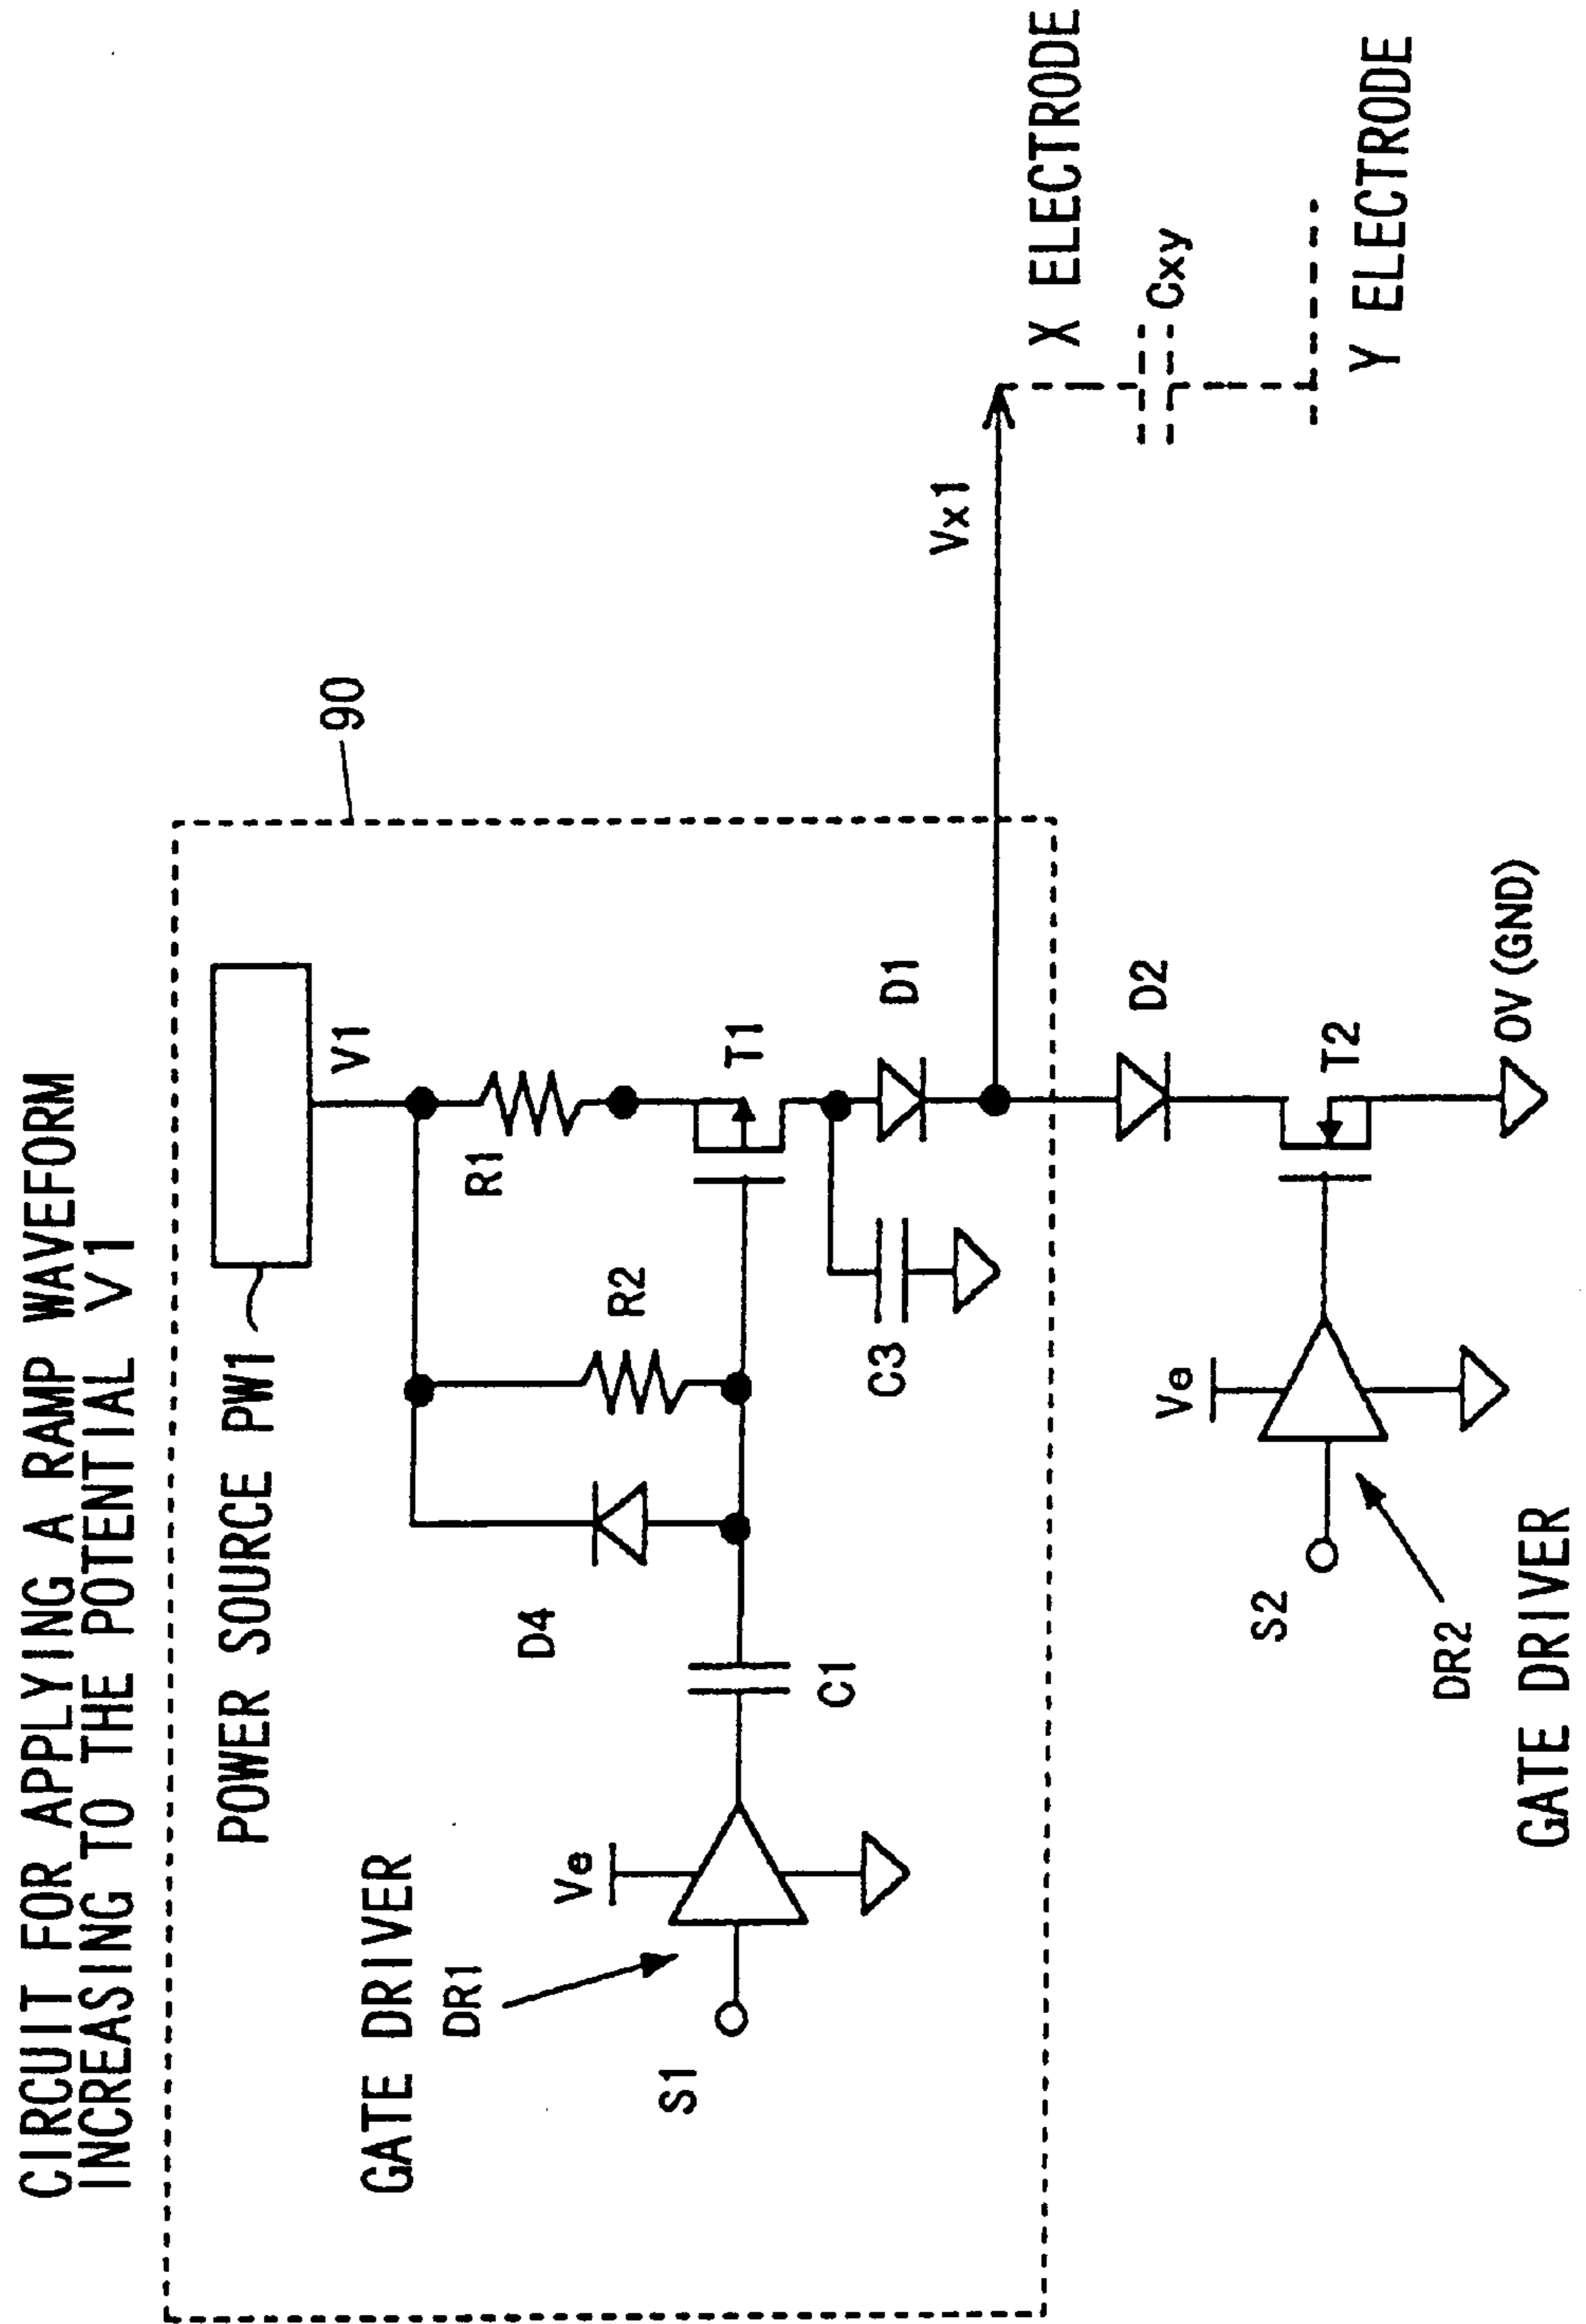 CIRCUIT FOR APPLYING A RAMP WAVEFORM
INCREASING TO THE POTENTIAL V1
90
POWER SOURCE PW1
V1
R1
R2
D4
T1
GATE DRIVER
DR1
Ve
S1
C1
C3
D1
Vx1
X ELECTRODE
Cxy
Y ELECTRODE
D2
Ve
T2
S2
DR2
GATE DRIVER
0V(GND)